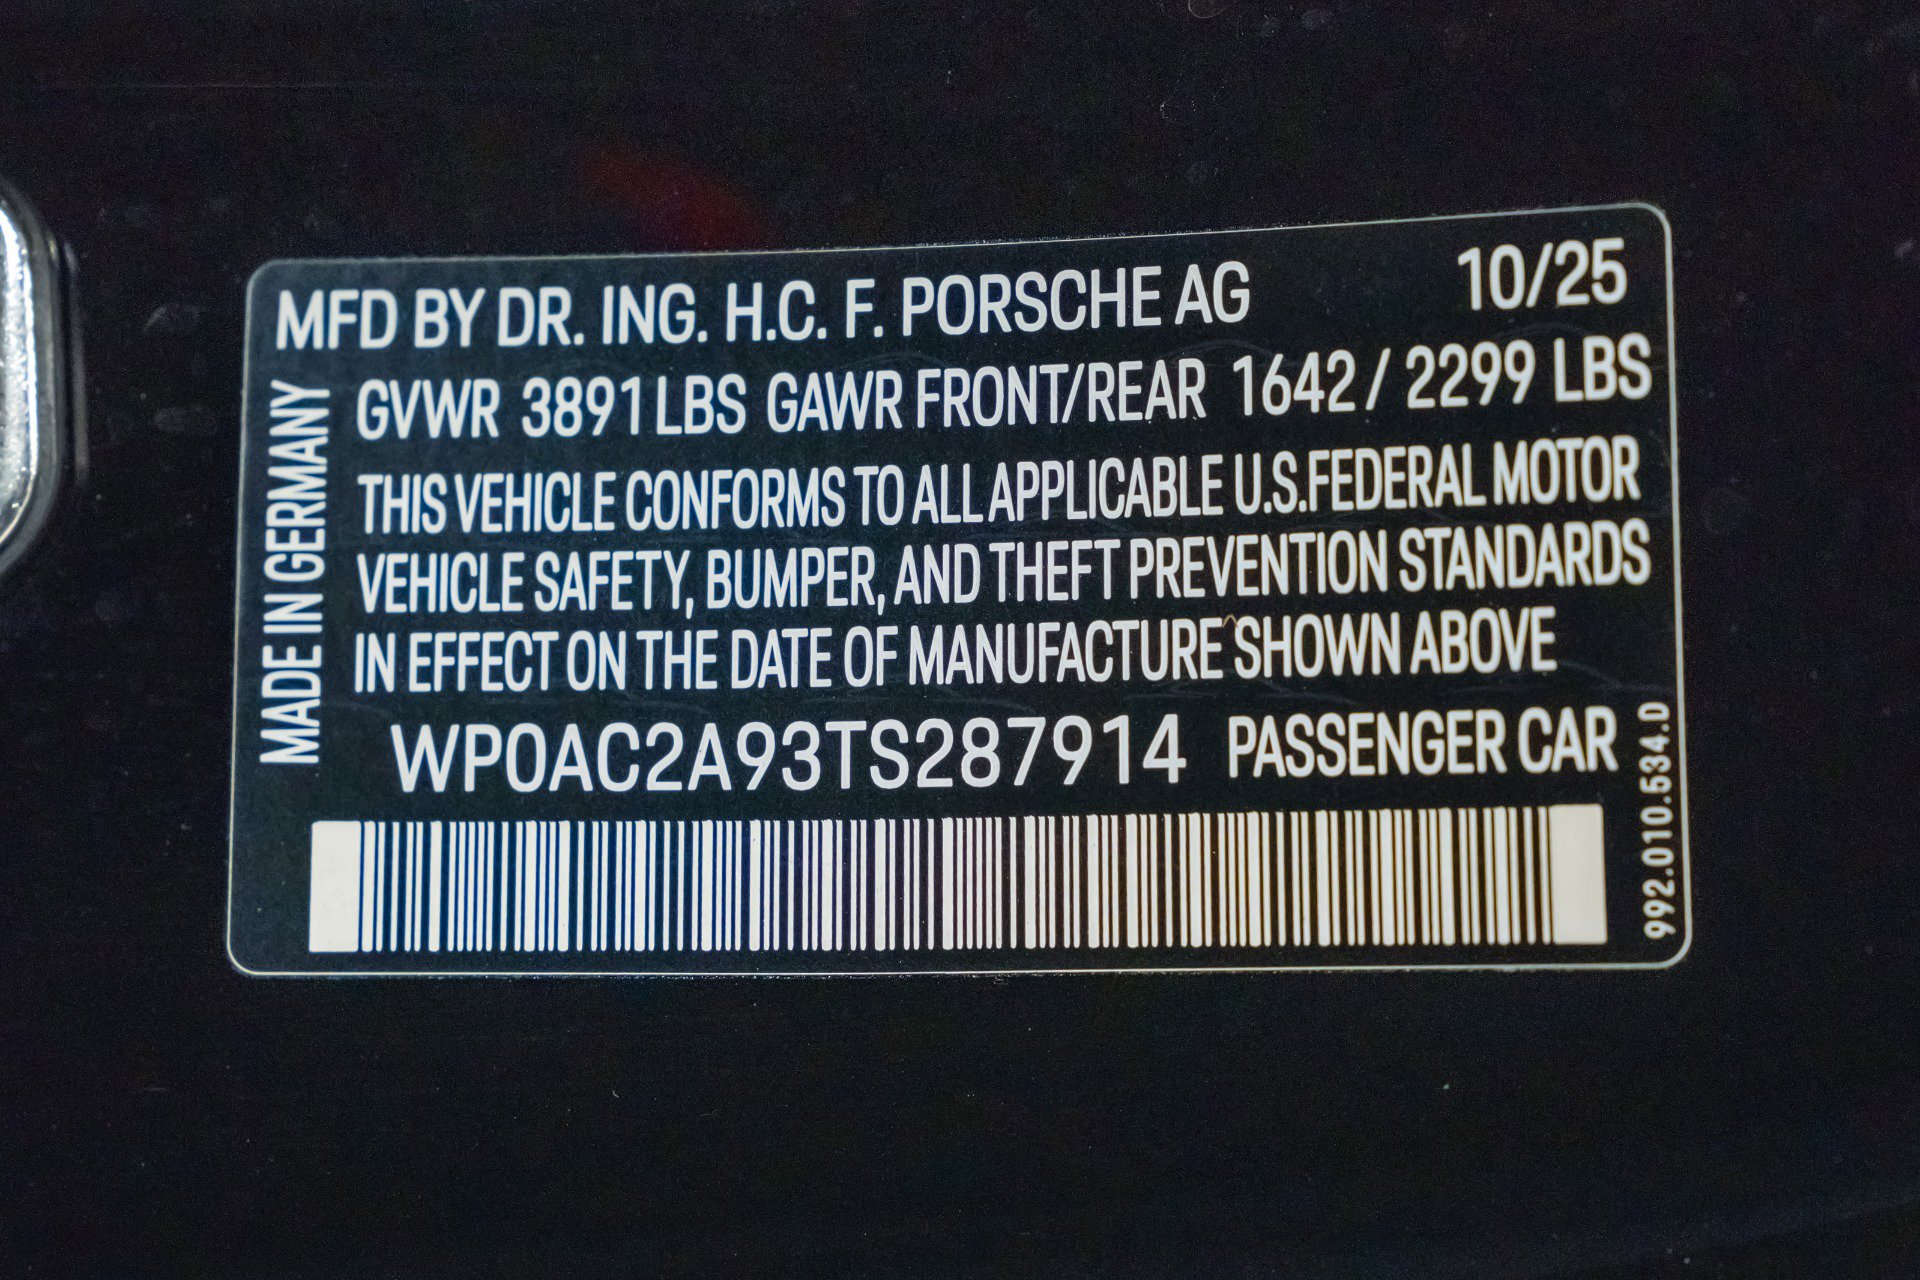 MFD BY DR. ING. H.C. F. PORSCHE AG 10/25
GVWR 3891 LBS GAWR FRONT/REAR 1642 / 2299 LBS
THIS VEHICLE CONFORMS TO ALL APPLICABLE U.S.FEDERAL MOTOR
VEHICLE SAFETY, BUMPER, AND THEFT PREVENTION STANDARDS
IN EFFECT ON THE DATE OF MANUFACTURE SHOWN ABOVE
WP0AC2A93TS287914 PASSENGER CAR
MADE IN GERMANY
992.010.534.D